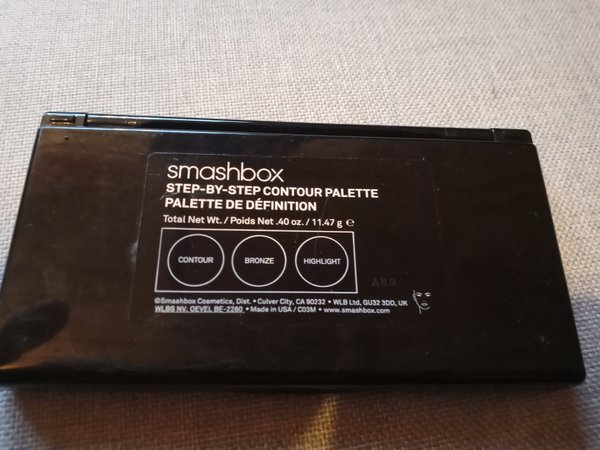 smashbox
STEP-BY-STEP CONTOUR PALETTE
PALETTE DE DÉFINITION
Total Net Wt. / Poids Net .40 oz. / 11.47 g ℮
CONTOUR BRONZE HIGHLIGHT
A80
©Smashbox Cosmetics, Dist. • Culver City, CA 90232 • WLB Ltd, GU32 3DD, UK
WLBS NV, OEVEL BE-2260 • Made in USA / C03M • www.smashbox.com